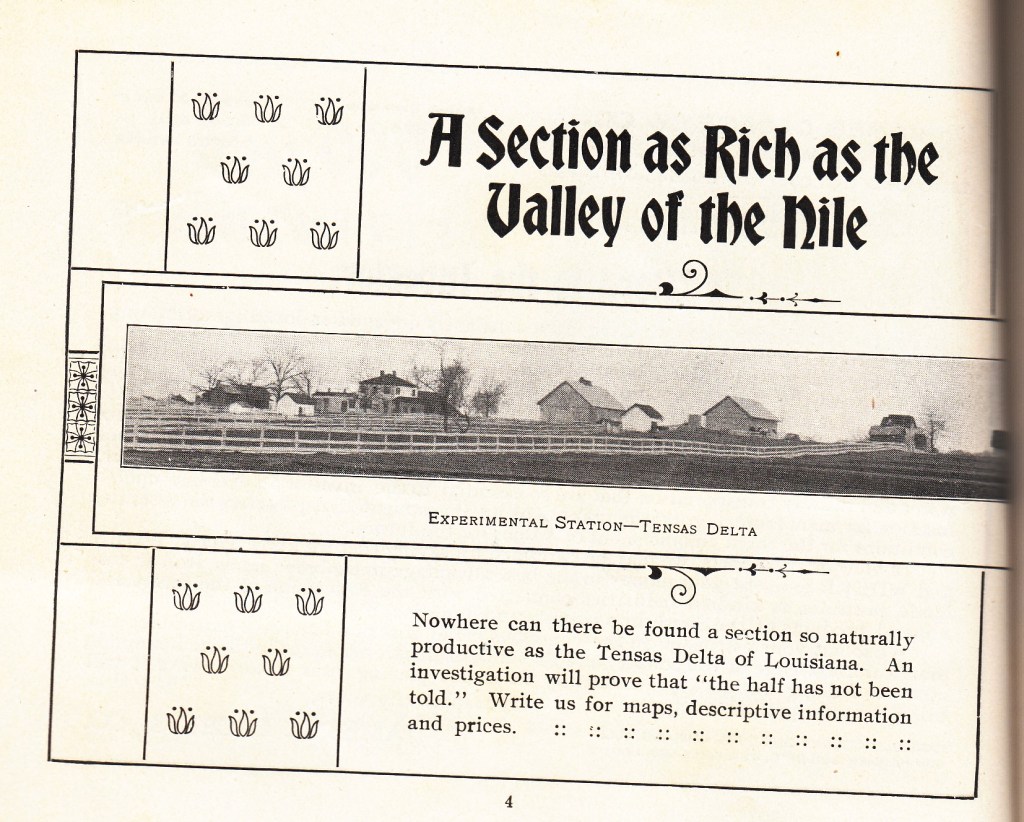 A Section as Rich as the
Valley of the Nile
Experimental Station—Tensas Delta
Nowhere can there be found a section so naturally
productive as the Tensas Delta of Louisiana. An
investigation will prove that “the half has not been
told.” Write us for maps, descriptive information
and prices. :: :: :: :: :: :: :: :: :: :: ::
4